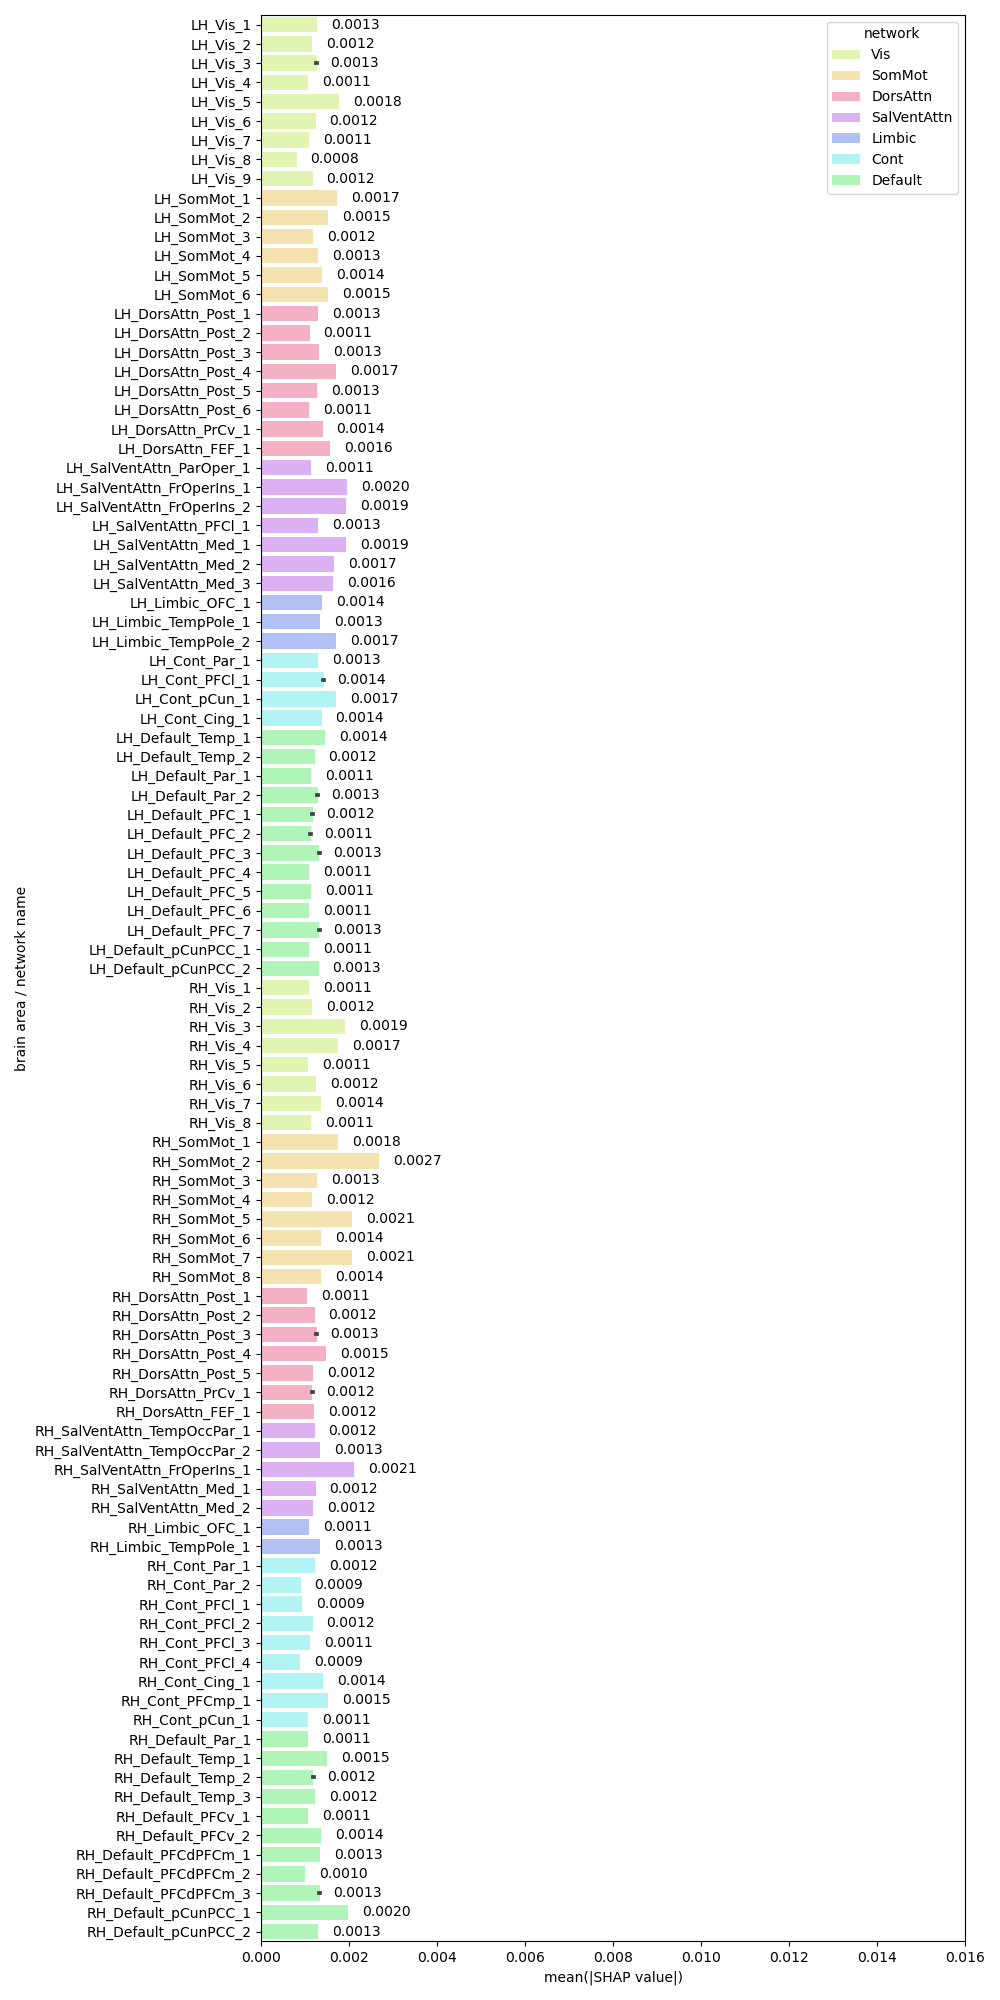 network
Vis
SomMot
DorsAttn
SalVentAttn
Limbic
Cont
Default
brain area / network name
LH_Vis_1 0.0013
LH_Vis_2 0.0012
LH_Vis_3 0.0013
LH_Vis_4 0.0011
LH_Vis_5 0.0018
LH_Vis_6 0.0012
LH_Vis_7 0.0011
LH_Vis_8 0.0008
LH_Vis_9 0.0012
LH_SomMot_1 0.0017
LH_SomMot_2 0.0015
LH_SomMot_3 0.0012
LH_SomMot_4 0.0013
LH_SomMot_5 0.0014
LH_SomMot_6 0.0015
LH_DorsAttn_Post_1 0.0013
LH_DorsAttn_Post_2 0.0011
LH_DorsAttn_Post_3 0.0013
LH_DorsAttn_Post_4 0.0017
LH_DorsAttn_Post_5 0.0013
LH_DorsAttn_Post_6 0.0011
LH_DorsAttn_PrCv_1 0.0014
LH_DorsAttn_FEF_1 0.0016
LH_SalVentAttn_ParOper_1 0.0011
LH_SalVentAttn_FrOperIns_1 0.0020
LH_SalVentAttn_FrOperIns_2 0.0019
LH_SalVentAttn_PFCl_1 0.0013
LH_SalVentAttn_Med_1 0.0019
LH_SalVentAttn_Med_2 0.0017
LH_SalVentAttn_Med_3 0.0016
LH_Limbic_OFC_1 0.0014
LH_Limbic_TempPole_1 0.0013
LH_Limbic_TempPole_2 0.0017
LH_Cont_Par_1 0.0013
LH_Cont_PFCl_1 0.0014
LH_Cont_pCun_1 0.0017
LH_Cont_Cing_1 0.0014
LH_Default_Temp_1 0.0014
LH_Default_Temp_2 0.0012
LH_Default_Par_1 0.0011
LH_Default_Par_2 0.0013
LH_Default_PFC_1 0.0012
LH_Default_PFC_2 0.0011
LH_Default_PFC_3 0.0013
LH_Default_PFC_4 0.0011
LH_Default_PFC_5 0.0011
LH_Default_PFC_6 0.0011
LH_Default_PFC_7 0.0013
LH_Default_pCunPCC_1 0.0011
LH_Default_pCunPCC_2 0.0013
RH_Vis_1 0.0011
RH_Vis_2 0.0012
RH_Vis_3 0.0019
RH_Vis_4 0.0017
RH_Vis_5 0.0011
RH_Vis_6 0.0012
RH_Vis_7 0.0014
RH_Vis_8 0.0011
RH_SomMot_1 0.0018
RH_SomMot_2 0.0027
RH_SomMot_3 0.0013
RH_SomMot_4 0.0012
RH_SomMot_5 0.0021
RH_SomMot_6 0.0014
RH_SomMot_7 0.0021
RH_SomMot_8 0.0014
RH_DorsAttn_Post_1 0.0011
RH_DorsAttn_Post_2 0.0012
RH_DorsAttn_Post_3 0.0013
RH_DorsAttn_Post_4 0.0015
RH_DorsAttn_Post_5 0.0012
RH_DorsAttn_PrCv_1 0.0012
RH_DorsAttn_FEF_1 0.0012
RH_SalVentAttn_TempOccPar_1 0.0012
RH_SalVentAttn_TempOccPar_2 0.0013
RH_SalVentAttn_FrOperIns_1 0.0021
RH_SalVentAttn_Med_1 0.0012
RH_SalVentAttn_Med_2 0.0012
RH_Limbic_OFC_1 0.0011
RH_Limbic_TempPole_1 0.0013
RH_Cont_Par_1 0.0012
RH_Cont_Par_2 0.0009
RH_Cont_PFCl_1 0.0009
RH_Cont_PFCl_2 0.0012
RH_Cont_PFCl_3 0.0011
RH_Cont_PFCl_4 0.0009
RH_Cont_Cing_1 0.0014
RH_Cont_PFCmp_1 0.0015
RH_Cont_pCun_1 0.0011
RH_Default_Par_1 0.0011
RH_Default_Temp_1 0.0015
RH_Default_Temp_2 0.0012
RH_Default_Temp_3 0.0012
RH_Default_PFCv_1 0.0011
RH_Default_PFCv_2 0.0014
RH_Default_PFCdPFCm_1 0.0013
RH_Default_PFCdPFCm_2 0.0010
RH_Default_PFCdPFCm_3 0.0013
RH_Default_pCunPCC_1 0.0020
RH_Default_pCunPCC_2 0.0013
0.000 0.002 0.004 0.006 0.008 0.010 0.012 0.014 0.016
mean(|SHAP value|)